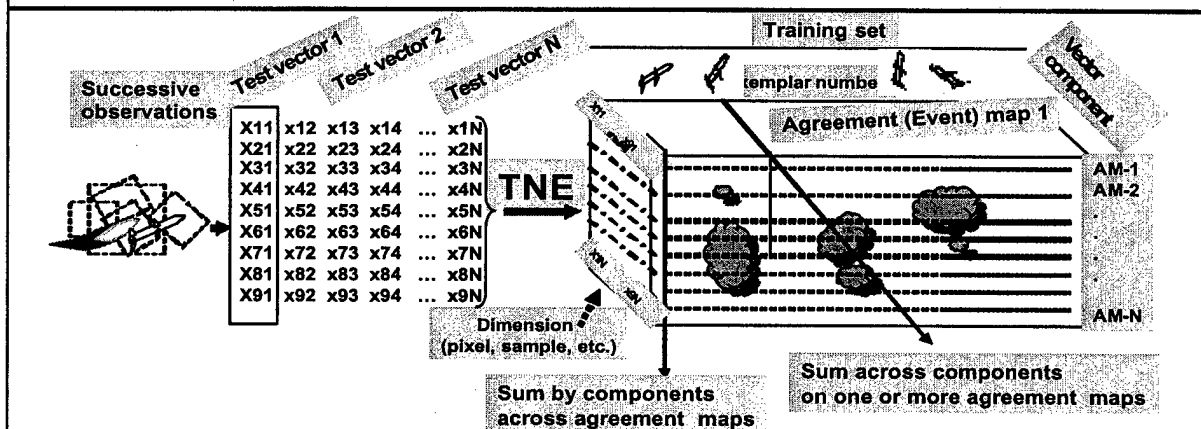 Training set
Test vector 1
Test vector 2
Test vector N
Vector component
Successive observations
emplar numbe
Agreement (Event) map 1
X11 x12 x13 x14 ... x1N
X21 x22 x23 x24 ... x2N
X31 x32 x33 x34 ... x3N
X41 x42 x43 x44 ... x4N
X51 x52 x53 x54 ... x5N
X61 x62 x63 x64 ... x6N
X71 x72 x73 x74 ... x7N
X81 x82 x83 x84 ... x8N
X91 x92 x93 x94 ... x9N
TNE
x11
x1N
x9N
AM-1
AM-2
.
.
.
AM-N
Dimension
(pixel, sample, etc.)
Sum by components
across agreement maps
Sum across components
on one or more agreement maps